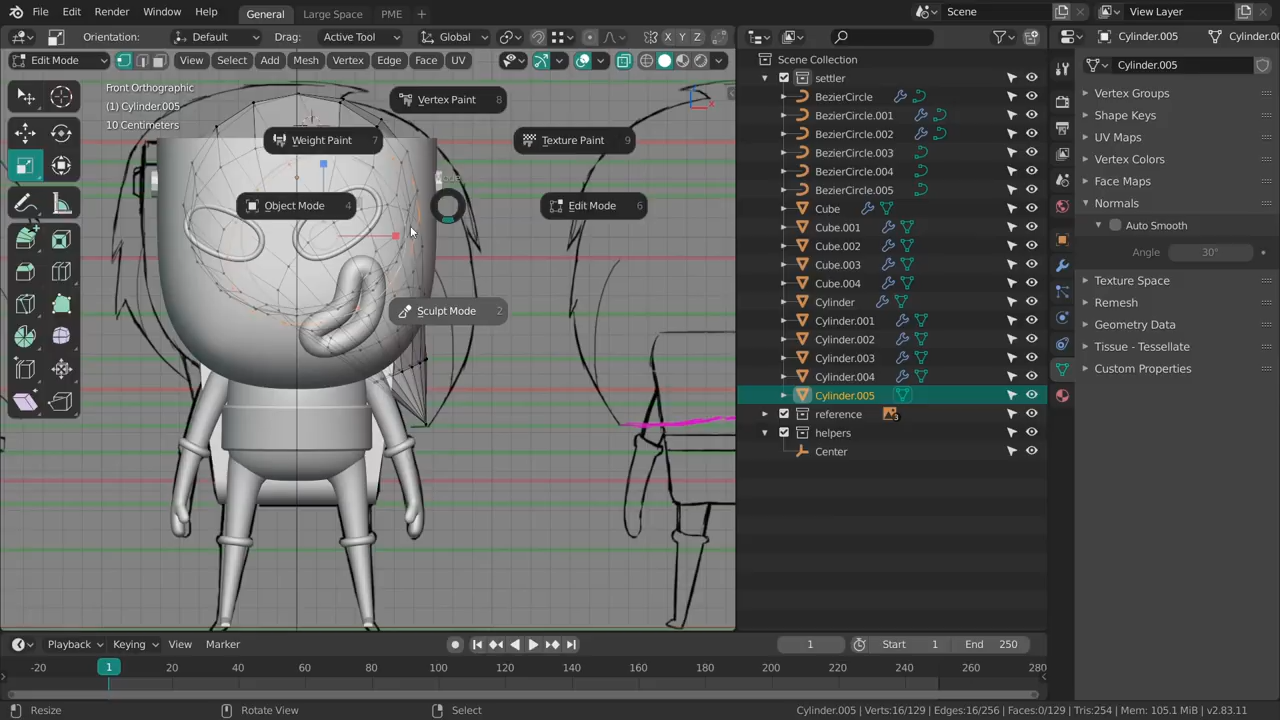 File Edit Render Window Help General Large Space PME + Scene View Layer
Orientation: Default Drag: Active Tool Global X Y Z Cylinder.005 Cylinder.00
Edit Mode View Select Add Mesh Vertex Edge Face UV Scene Collection Cylinder.005
Front Orthographic
(1) Cylinder.005
10 Centimeters
Vertex Paint 8
Weight Paint 7
Texture Paint 9
Object Mode 4
Edit Mode 6
Sculpt Mode 2
settler
BezierCircle
BezierCircle.001
BezierCircle.002
BezierCircle.003
BezierCircle.004
BezierCircle.005
Cube
Cube.001
Cube.002
Cube.003
Cube.004
Cylinder
Cylinder.001
Cylinder.002
Cylinder.003
Cylinder.004
Cylinder.005
reference 3
helpers
Center
Vertex Groups
Shape Keys
UV Maps
Vertex Colors
Face Maps
Normals
Auto Smooth
Angle 30°
Texture Space
Remesh
Geometry Data
Tissue - Tessellate
Custom Properties
Playback Keying View Marker 1 Start 1 End 250
-20 1 20 40 60 80 100 120 140 160 180 200 220 240 260 280
Resize Rotate View Select Cylinder.005 | Verts:16/129 | Edges:16/256 | Faces:0/129 | Tris:254 | Mem: 105.1 MiB | v2.83.11